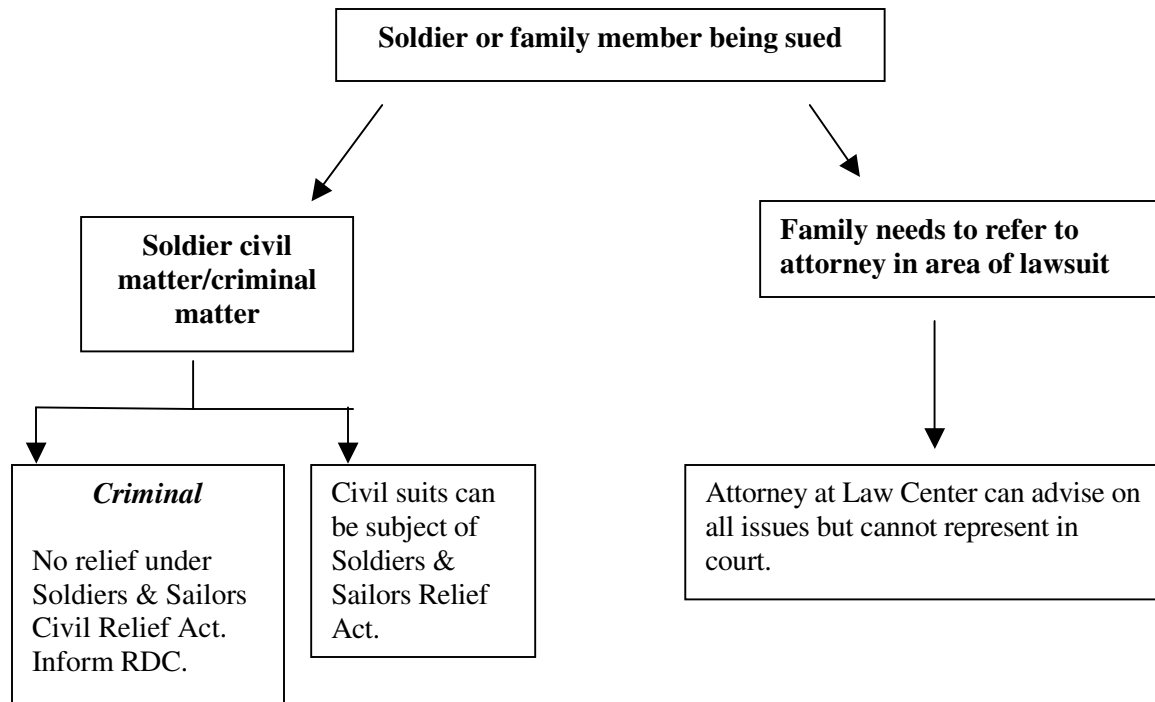 Soldier or family member being sued
Soldier civil
matter/criminal
matter
Family needs to refer to
attorney in area of lawsuit
Criminal
No relief under
Soldiers & Sailors
Civil Relief Act.
Inform RDC.
Civil suits can
be subject of
Soldiers &
Sailors Relief
Act.
Attorney at Law Center can advise on
all issues but cannot represent in
court.